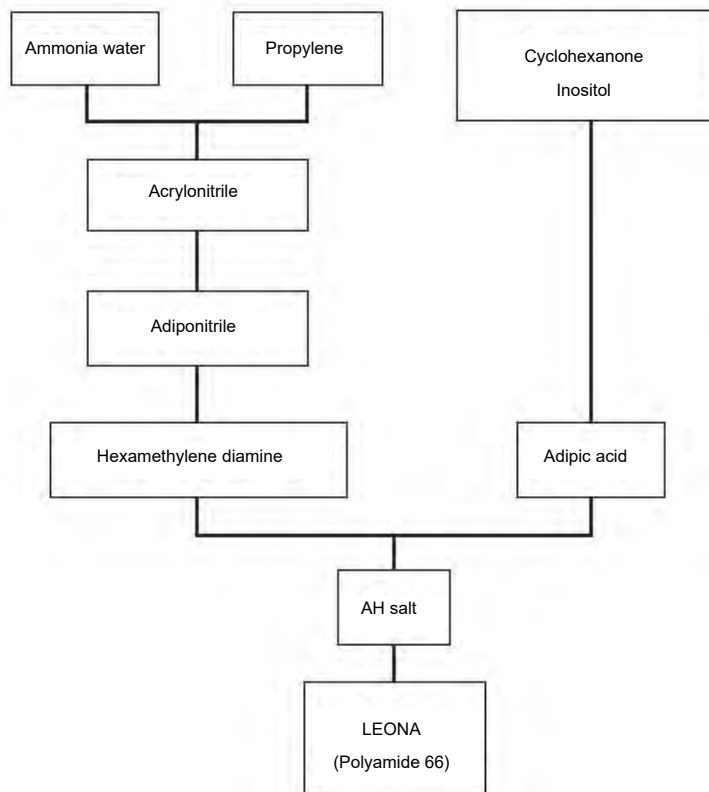 Ammonia water
Propylene
Cyclohexanone
Inositol
Acrylonitrile
Adiponitrile
Hexamethylene diamine
Adipic acid
AH salt
LEONA
(Polyamide 66)